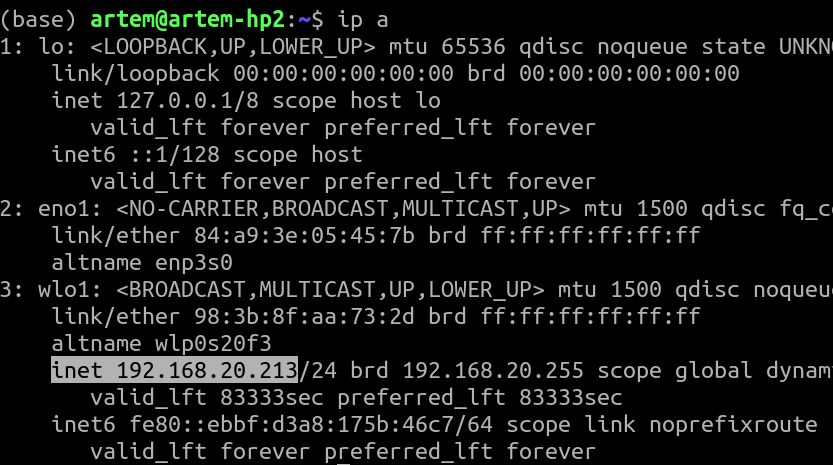 (base) artem@artem-hp2:~$ ip a
1: lo: <LOOPBACK,UP,LOWER_UP> mtu 65536 qdisc noqueue state UNKNO
link/loopback 00:00:00:00:00:00 brd 00:00:00:00:00:00
inet 127.0.0.1/8 scope host lo
valid_lft forever preferred_lft forever
inet6 ::1/128 scope host
valid_lft forever preferred_lft forever
2: eno1: <NO-CARRIER,BROADCAST,MULTICAST,UP> mtu 1500 qdisc fq_co
link/ether 84:a9:3e:05:45:7b brd ff:ff:ff:ff:ff:ff
altname enp3s0
3: wlo1: <BROADCAST,MULTICAST,UP,LOWER_UP> mtu 1500 qdisc noqueue
link/ether 98:3b:8f:aa:73:2d brd ff:ff:ff:ff:ff:ff
altname wlp0s20f3
inet 192.168.20.213/24 brd 192.168.20.255 scope global dynam
valid_lft 83333sec preferred_lft 83333sec
inet6 fe80::ebbf:d3a8:175b:46c7/64 scope link noprefixroute
valid_lft forever preferred_lft forever